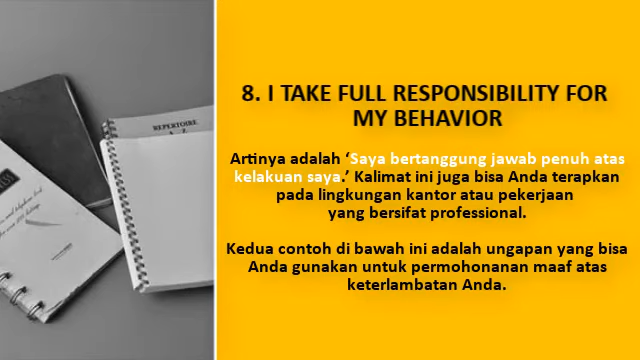 REPERTOIRE
A - Z
8. I TAKE FULL RESPONSIBILITY FOR
MY BEHAVIOR
Artinya adalah ‘Saya bertanggung jawab penuh atas
kelakuan saya.’ Kalimat ini juga bisa Anda terapkan
pada lingkungan kantor atau pekerjaan
yang bersifat professional.
Kedua contoh di bawah ini adalah ungapan yang bisa
Anda gunakan untuk permohonanan maaf atas
keterlambatan Anda.